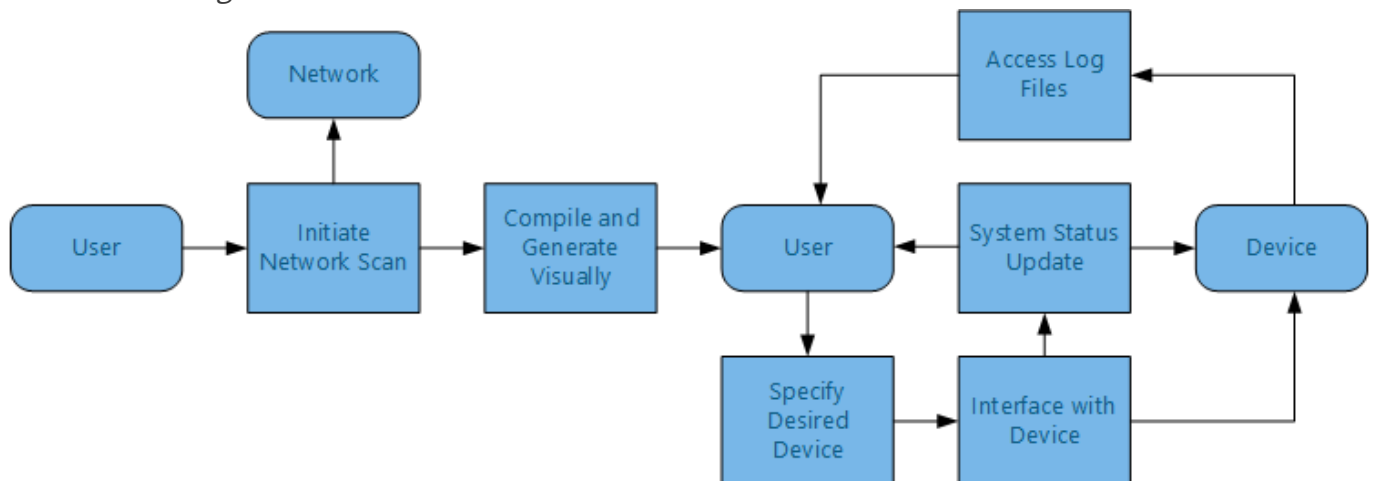 Network
Access Log
Files
User
Initiate
Network Scan
Compile and
Generate
Visually
User
System Status
Update
Device
Specify
Desired
Device
Interface with
Device